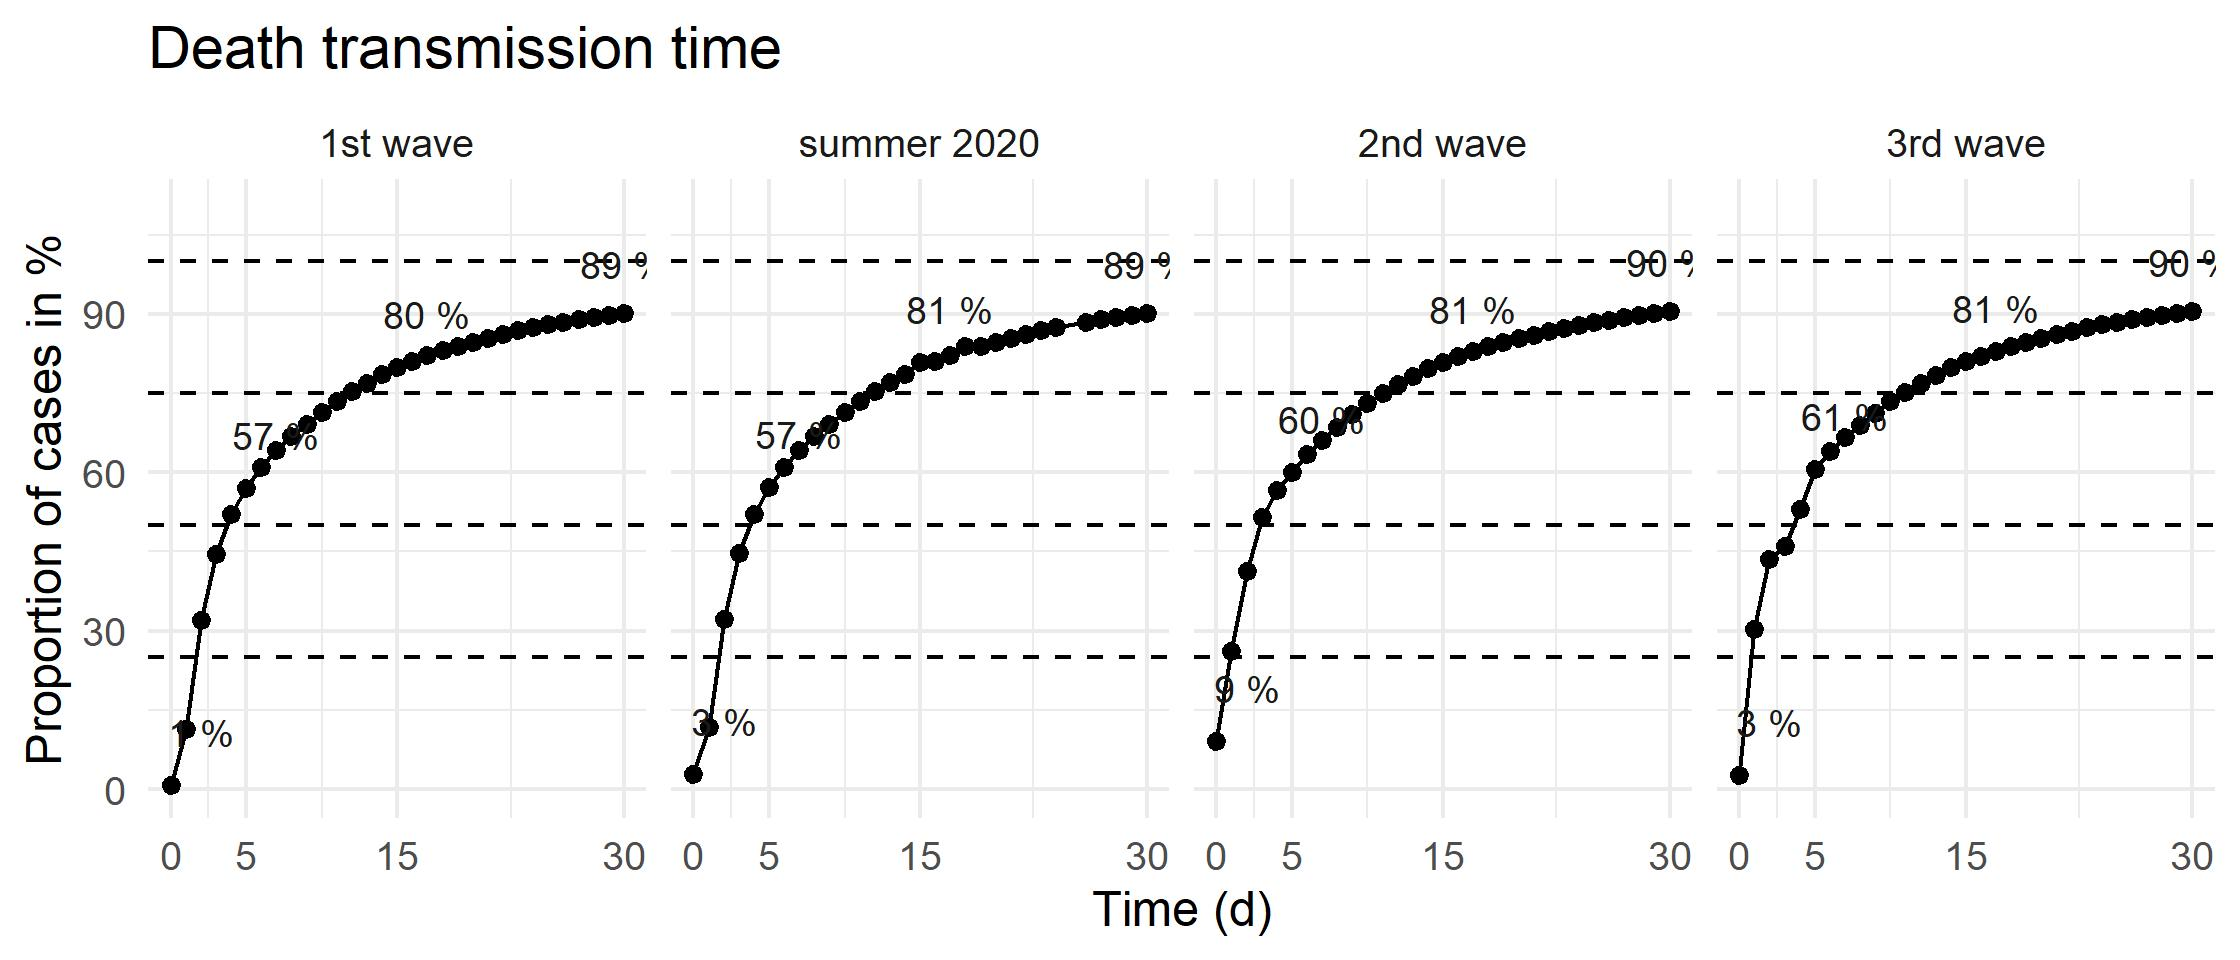 Death transmission time
1st wave
summer 2020
2nd wave
3rd wave
Proportion of cases in %
90
60
30
0
1 %
57 %
80 %
89 %
3 %
57 %
81 %
89 %
9 %
60 %
81 %
90 %
3 %
61 %
81 %
90 %
0 5 15 30
0 5 15 30
0 5 15 30
0 5 15 30
Time (d)